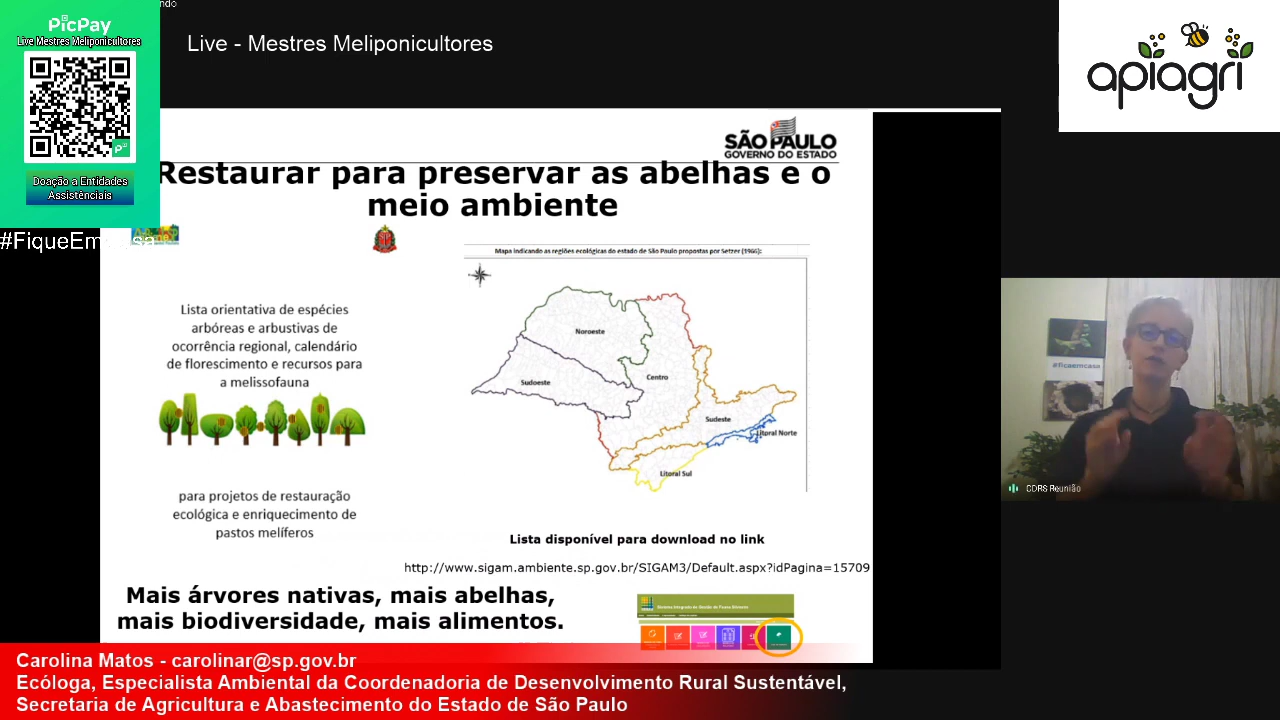 ndo
PicPay
Live Mestres Meliponicultores
Doação a Entidades
Assistênciais
#FiqueEm
sa
Live - Mestres Meliponicultores
apiagri
SÃO PAULO
GOVERNO DO ESTADO
Restaurar para preservar as abelhas e o
meio ambiente
Mapa indicando as regiões ecológicas do estado de São Paulo propostas por Setzer (1966):
Lista orientativa de espécies
arbóreas e arbustivas de
ocorrência regional, calendário
de florescimento e recursos para
a melissofauna
Noroeste
Sudoeste
Centro
Sudeste
Litoral Norte
Litoral Sul
para projetos de restauração
ecológica e enriquecimento de
pastos melíferos
Lista disponível para download no link
http://www.sigam.ambiente.sp.gov.br/SIGAM3/Default.aspx?idPagina=15709
Mais árvores nativas, mais abelhas,
mais biodiversidade, mais alimentos.
#ficaemcasa
CDRS Reunião
Carolina Matos - carolinar@sp.gov.br
Ecóloga, Especialista Ambiental da Coordenadoria de Desenvolvimento Rural Sustentável,
Secretaria de Agricultura e Abastecimento do Estado de São Paulo